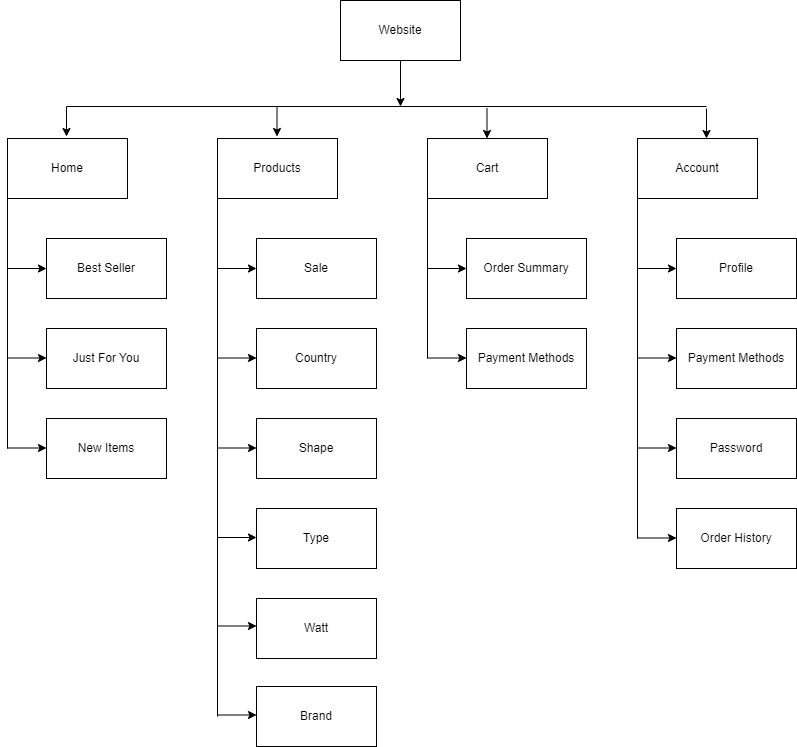 Website
Home
Products
Cart
Account
Best Seller
Sale
Order Summary
Profile
Just For You
Country
Payment Methods
Payment Methods
New Items
Shape
Password
Type
Order History
Watt
Brand